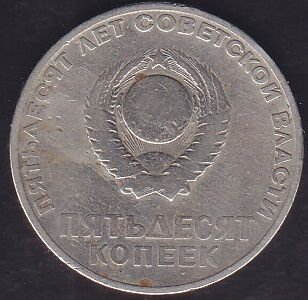 ПЯТЬДЕСЯТ ЛЕТ СОВЕТСКОЙ ВЛАСТИ
ПЯТЬДЕСЯТ
КОПЕЕК